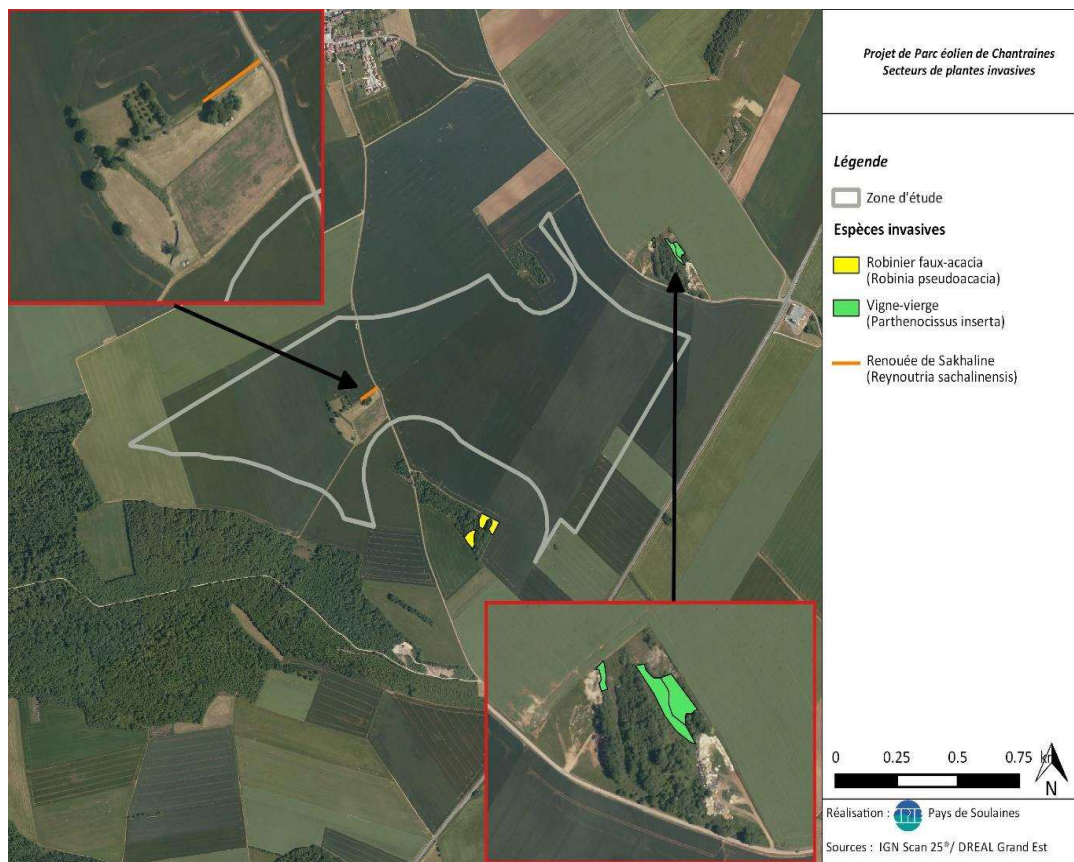 Projet de Parc éolien de Chantraines
Secteurs de plantes invasives
Légende
Zone d'étude
Espèces invasives
Robinier faux-acacia
(Robinia pseudoacacia)
Vigne-vierge
(Parthenocissus inserta)
Renouée de Sakhaline
(Reynoutria sachalinensis)
0 0.25 0.5 0.75 km
N
Réalisation : Pays de Soulaines
Sources : IGN Scan 25®/ DREAL Grand Est